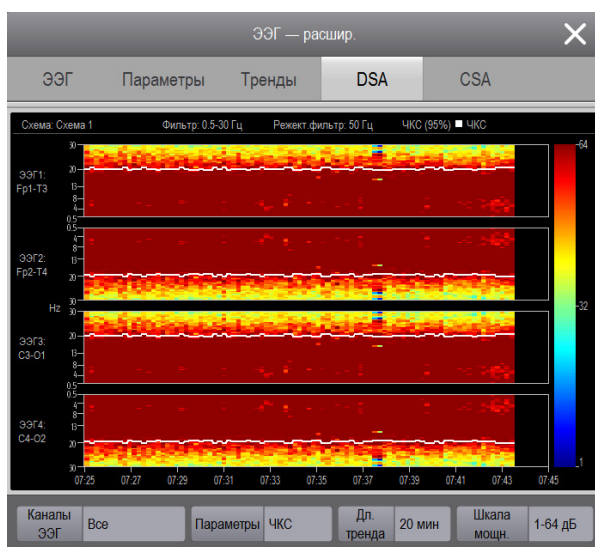 ЭЭГ — расшир.
ЭЭГ Параметры Тренды DSA CSA
Схема: Схема 1 Фильтр: 0.5-30 Гц Режект.фильтр: 50 Гц ЧКС (95%) ЧКС
ЭЭГ1:
Fp1-T3
30
20
13
8
4
0.5
ЭЭГ2:
Fp2-T4
0.5
4
8
13
20
30
Hz
ЭЭГ3:
C3-O1
30
20
13
8
4
0.5
ЭЭГ4:
C4-O2
0.5
4
8
13
20
30
64
32
1
07:25 07:27 07:29 07:31 07:33 07:35 07:37 07:39 07:41 07:43 07:45
Каналы ЭЭГ Все Параметры ЧКС Дл. тренда 20 мин Шкала мощн. 1-64 дБ